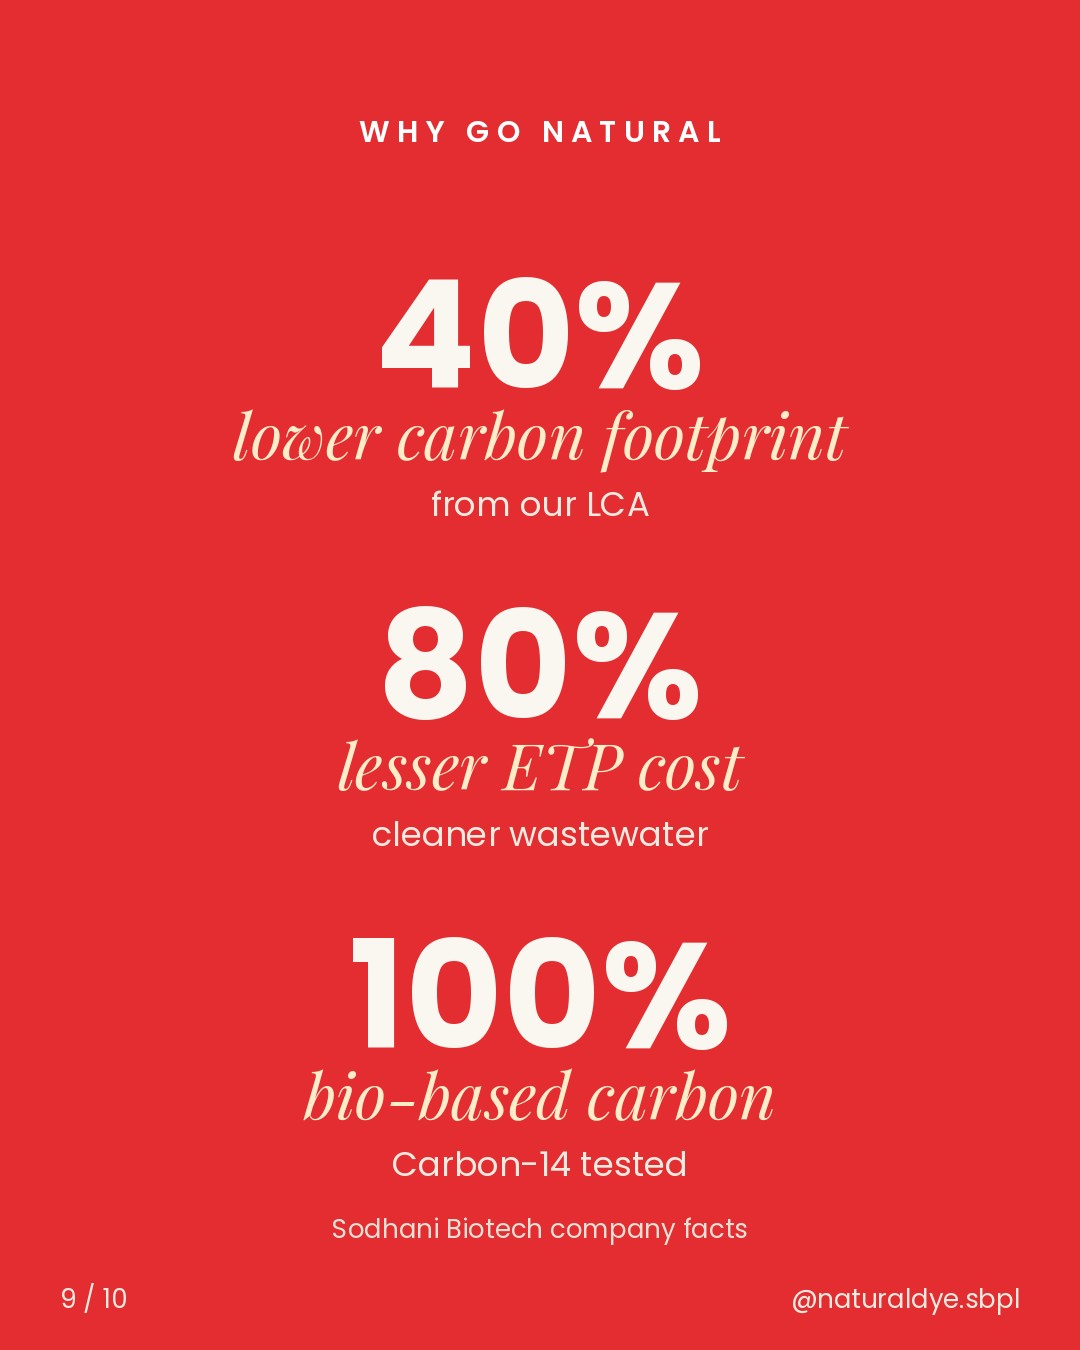 WHY GO NATURAL
40%
lower carbon footprint
from our LCA
80%
lesser ETP cost
cleaner wastewater
100%
bio-based carbon
Carbon-14 tested
Sodhani Biotech company facts
9 / 10
@naturaldye.sbpl